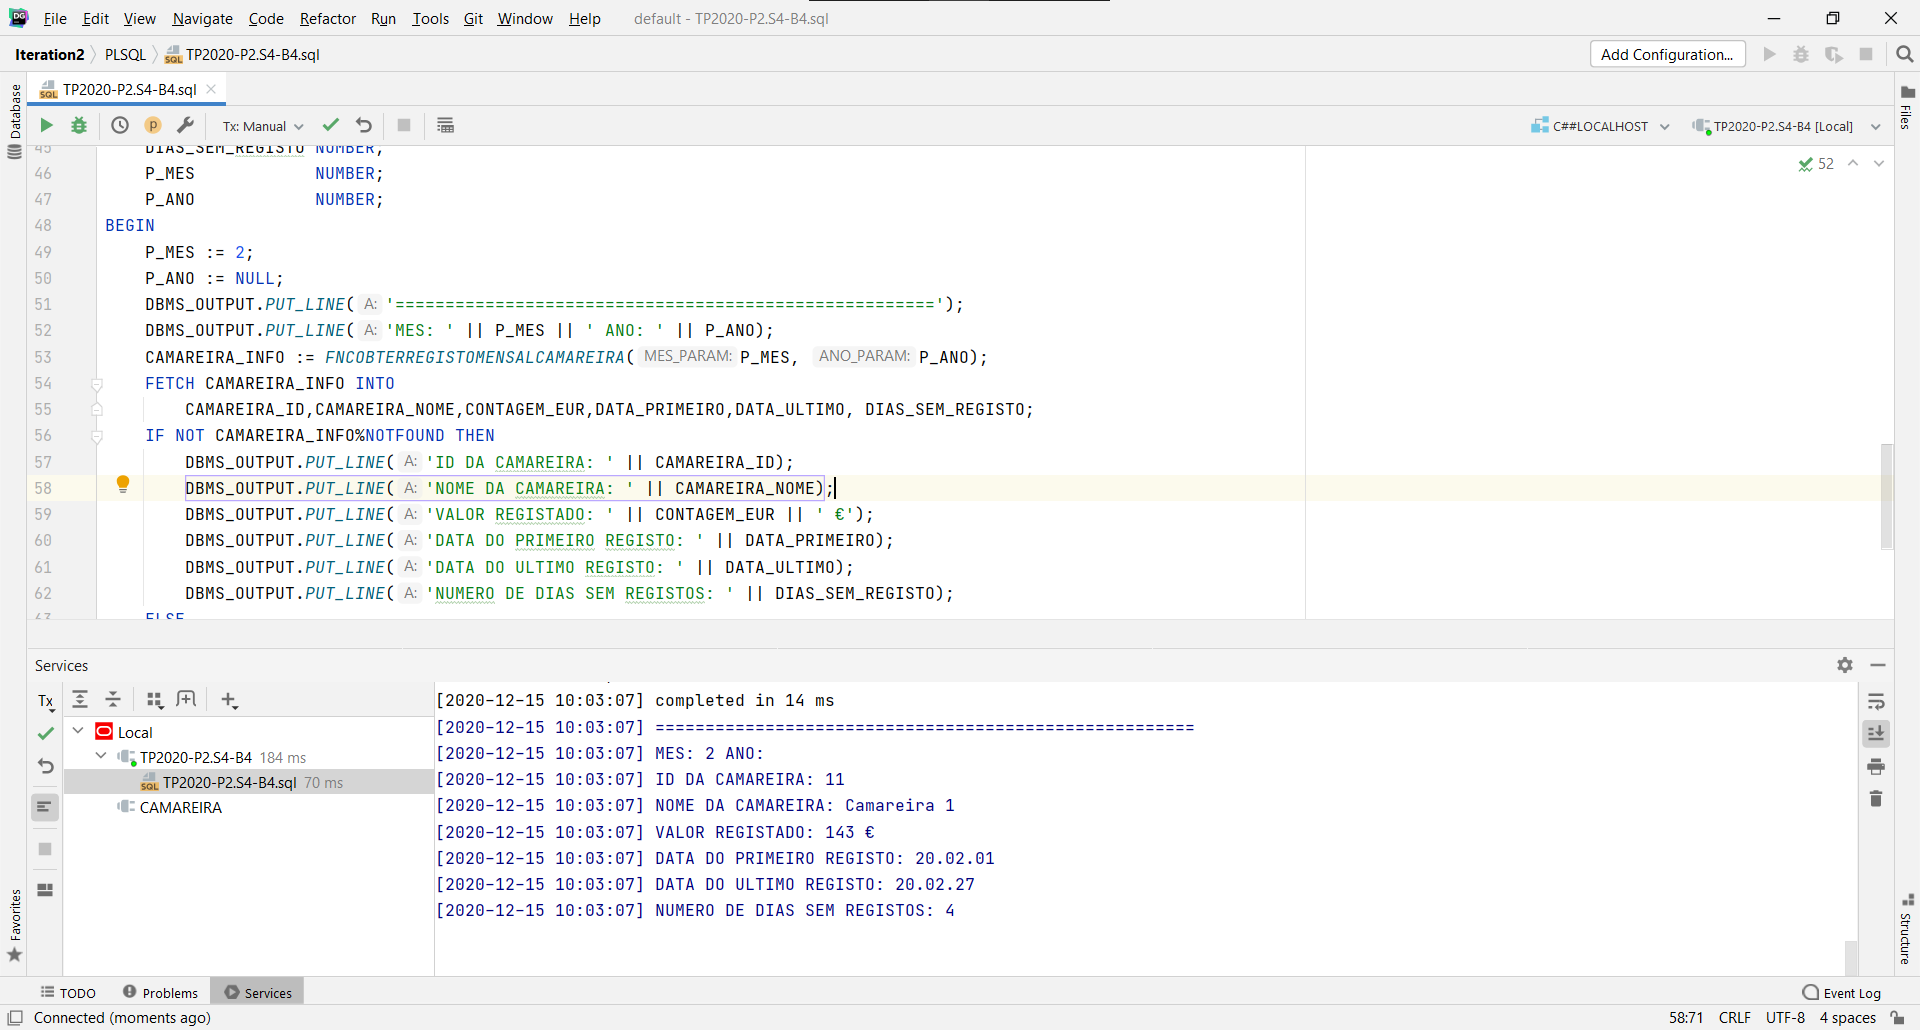 File Edit View Navigate Code Refactor Run Tools Git Window Help default - TP2020-P2.S4-B4.sql
Iteration2 PLSQL TP2020-P2.S4-B4.sql Add Configuration...
TP2020-P2.S4-B4.sql
Tx: Manual C##LOCALHOST TP2020-P2.S4-B4 [Local]
Database
Files
52
45 DIAS_SEM_REGISTO NUMBER;
46 P_MES NUMBER;
47 P_ANO NUMBER;
48 BEGIN
49 P_MES := 2;
50 P_ANO := NULL;
51 DBMS_OUTPUT.PUT_LINE( A: '======================================================');
52 DBMS_OUTPUT.PUT_LINE( A: 'MES: ' || P_MES || ' ANO: ' || P_ANO);
53 CAMAREIRA_INFO := FNCOBTERREGISTOMENSALCAMAREIRA( MES_PARAM: P_MES, ANO_PARAM: P_ANO);
54 FETCH CAMAREIRA_INFO INTO
55 CAMAREIRA_ID,CAMAREIRA_NOME,CONTAGEM_EUR,DATA_PRIMEIRO,DATA_ULTIMO, DIAS_SEM_REGISTO;
56 IF NOT CAMAREIRA_INFO%NOTFOUND THEN
57 DBMS_OUTPUT.PUT_LINE( A: 'ID DA CAMAREIRA: ' || CAMAREIRA_ID);
58 DBMS_OUTPUT.PUT_LINE( A: 'NOME DA CAMAREIRA: ' || CAMAREIRA_NOME);
59 DBMS_OUTPUT.PUT_LINE( A: 'VALOR REGISTADO: ' || CONTAGEM_EUR || ' €');
60 DBMS_OUTPUT.PUT_LINE( A: 'DATA DO PRIMEIRO REGISTO: ' || DATA_PRIMEIRO);
61 DBMS_OUTPUT.PUT_LINE( A: 'DATA DO ULTIMO REGISTO: ' || DATA_ULTIMO);
62 DBMS_OUTPUT.PUT_LINE( A: 'NUMERO DE DIAS SEM REGISTOS: ' || DIAS_SEM_REGISTO);
63 ELSE
Services
Tx
Local
TP2020-P2.S4-B4 184 ms
TP2020-P2.S4-B4.sql 70 ms
CAMAREIRA
[2020-12-15 10:03:07] completed in 14 ms
[2020-12-15 10:03:07] ======================================================
[2020-12-15 10:03:07] MES: 2 ANO:
[2020-12-15 10:03:07] ID DA CAMAREIRA: 11
[2020-12-15 10:03:07] NOME DA CAMAREIRA: Camareira 1
[2020-12-15 10:03:07] VALOR REGISTADO: 143 €
[2020-12-15 10:03:07] DATA DO PRIMEIRO REGISTO: 20.02.01
[2020-12-15 10:03:07] DATA DO ULTIMO REGISTO: 20.02.27
[2020-12-15 10:03:07] NUMERO DE DIAS SEM REGISTOS: 4
Favorites
Structure
TODO Problems Services Event Log
Connected (moments ago) 58:71 CRLF UTF-8 4 spaces